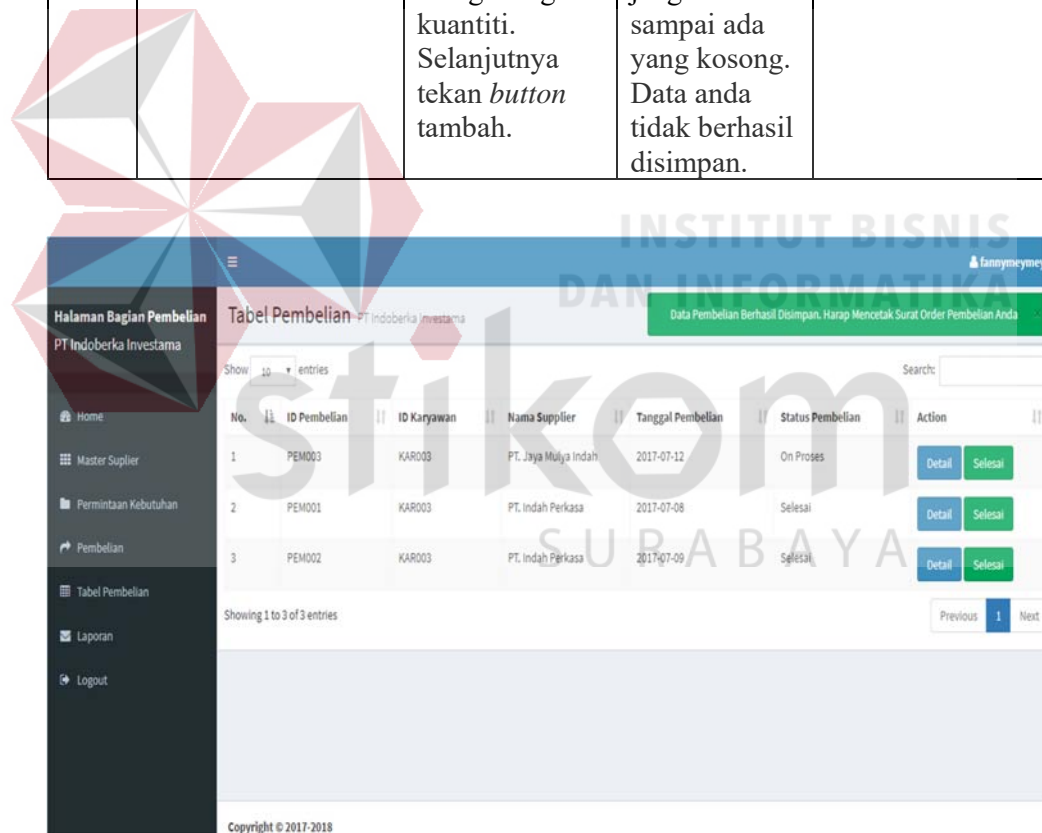 kuantiti.
Selanjutnya
tekan button
tambah.
sampai ada
yang kosong.
Data anda
tidak berhasil
disimpan.
INSTITUT BISNIS
DAN INFORMATIKA
stikom
SURABAYA
fannymeymey
Halaman Bagian Pembelian
PT Indoberka Investama
Home
Master Suplier
Permintaan Kebutuhan
Pembelian
Tabel Pembelian
Laporan
Logout
Tabel Pembelian PT Indoberka Investama
Data Pembelian Berhasil Disimpan. Harap Mencetak Surat Order Pembelian Anda
Show 10 entries
Search:
No. ID Pembelian ID Karyawan Nama Supplier Tanggal Pembelian Status Pembelian Action
1 PEM003 KAR003 PT. Jaya Mulya Indah 2017-07-12 On Proses Detail Selesai
2 PEM001 KAR003 PT. Indah Perkasa 2017-07-08 Selesai Detail Selesai
3 PEM002 KAR003 PT. Indah Perkasa 2017-07-09 Selesai Detail Selesai
Showing 1 to 3 of 3 entries
Previous 1 Next
Copyright © 2017-2018